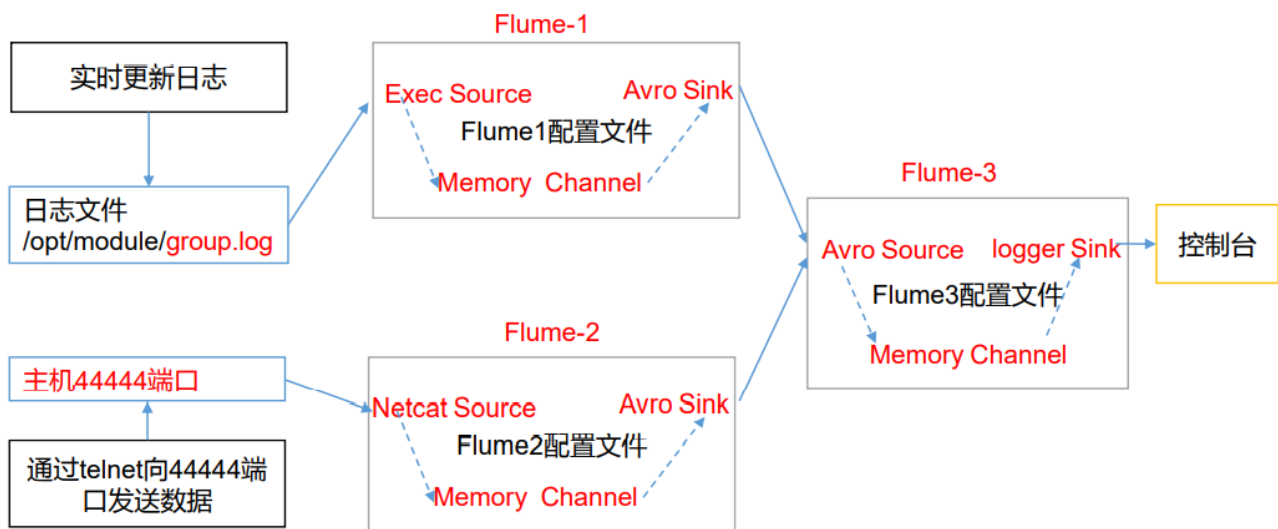 Flume-1
实时更新日志
Exec Source
Avro Sink
Flume1配置文件
Memory Channel
日志文件
/opt/module/group.log
Flume-3
Avro Source
logger Sink
Flume3配置文件
Memory Channel
控制台
Flume-2
主机44444端口
Netcat Source
Avro Sink
Flume2配置文件
Memory Channel
通过telnet向44444端
口发送数据